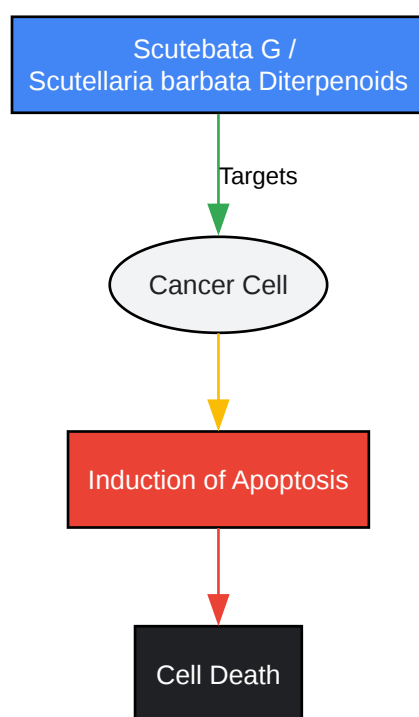 Scutebata G /
Scutellaria barbata Diterpenoids
Targets
Cancer Cell
Induction of Apoptosis
Cell Death